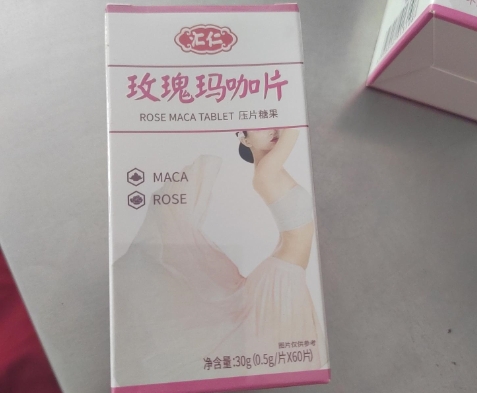 汇仁
玫瑰玛咖片
ROSE MACA TABLET 压片糖果
MACA
ROSE
图片仅供参考
净含量:30g(0.5g/片X60片)